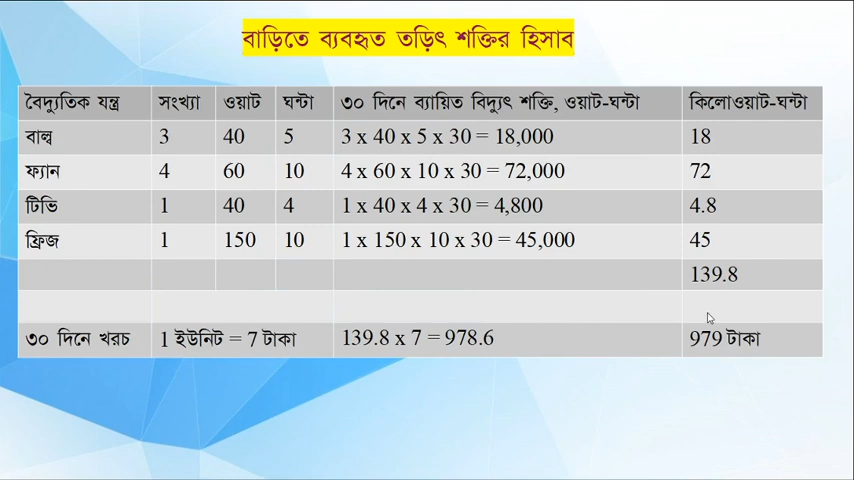 বাড়িতে ব্যবহৃত তড়িৎ শক্তির হিসাব
বৈদ্যুতিক যন্ত্র সংখ্যা ওয়াট ঘন্টা ৩০ দিনে ব্যায়িত বিদ্যুৎ শক্তি, ওয়াট-ঘন্টা কিলোওয়াট-ঘন্টা
বাল্ব 3 40 5 3 x 40 x 5 x 30 = 18,000 18
ফ্যান 4 60 10 4 x 60 x 10 x 30 = 72,000 72
টিভি 1 40 4 1 x 40 x 4 x 30 = 4,800 4.8
ফ্রিজ 1 150 10 1 x 150 x 10 x 30 = 45,000 45
139.8
৩০ দিনে খরচ 1 ইউনিট = 7 টাকা 139.8 x 7 = 978.6 979 টাকা